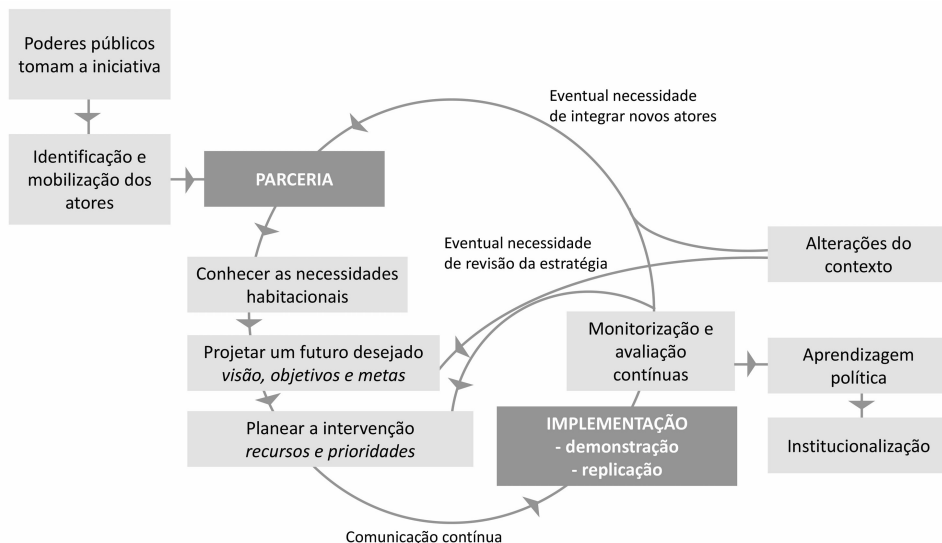 Poderes públicos
tomam a iniciativa
Identificação e
mobilização dos
atores
PARCERIA
Eventual necessidade
de integrar novos atores
Conhecer as necessidades
habitacionais
Eventual necessidade
de revisão da estratégia
Alterações do
contexto
Projetar um futuro desejado
visão, objetivos e metas
Monitorização e
avaliação
contínuas
Aprendizagem
política
Planear a intervenção
recursos e prioridades
IMPLEMENTAÇÃO
- demonstração
- replicação
Institucionalização
Comunicação contínua